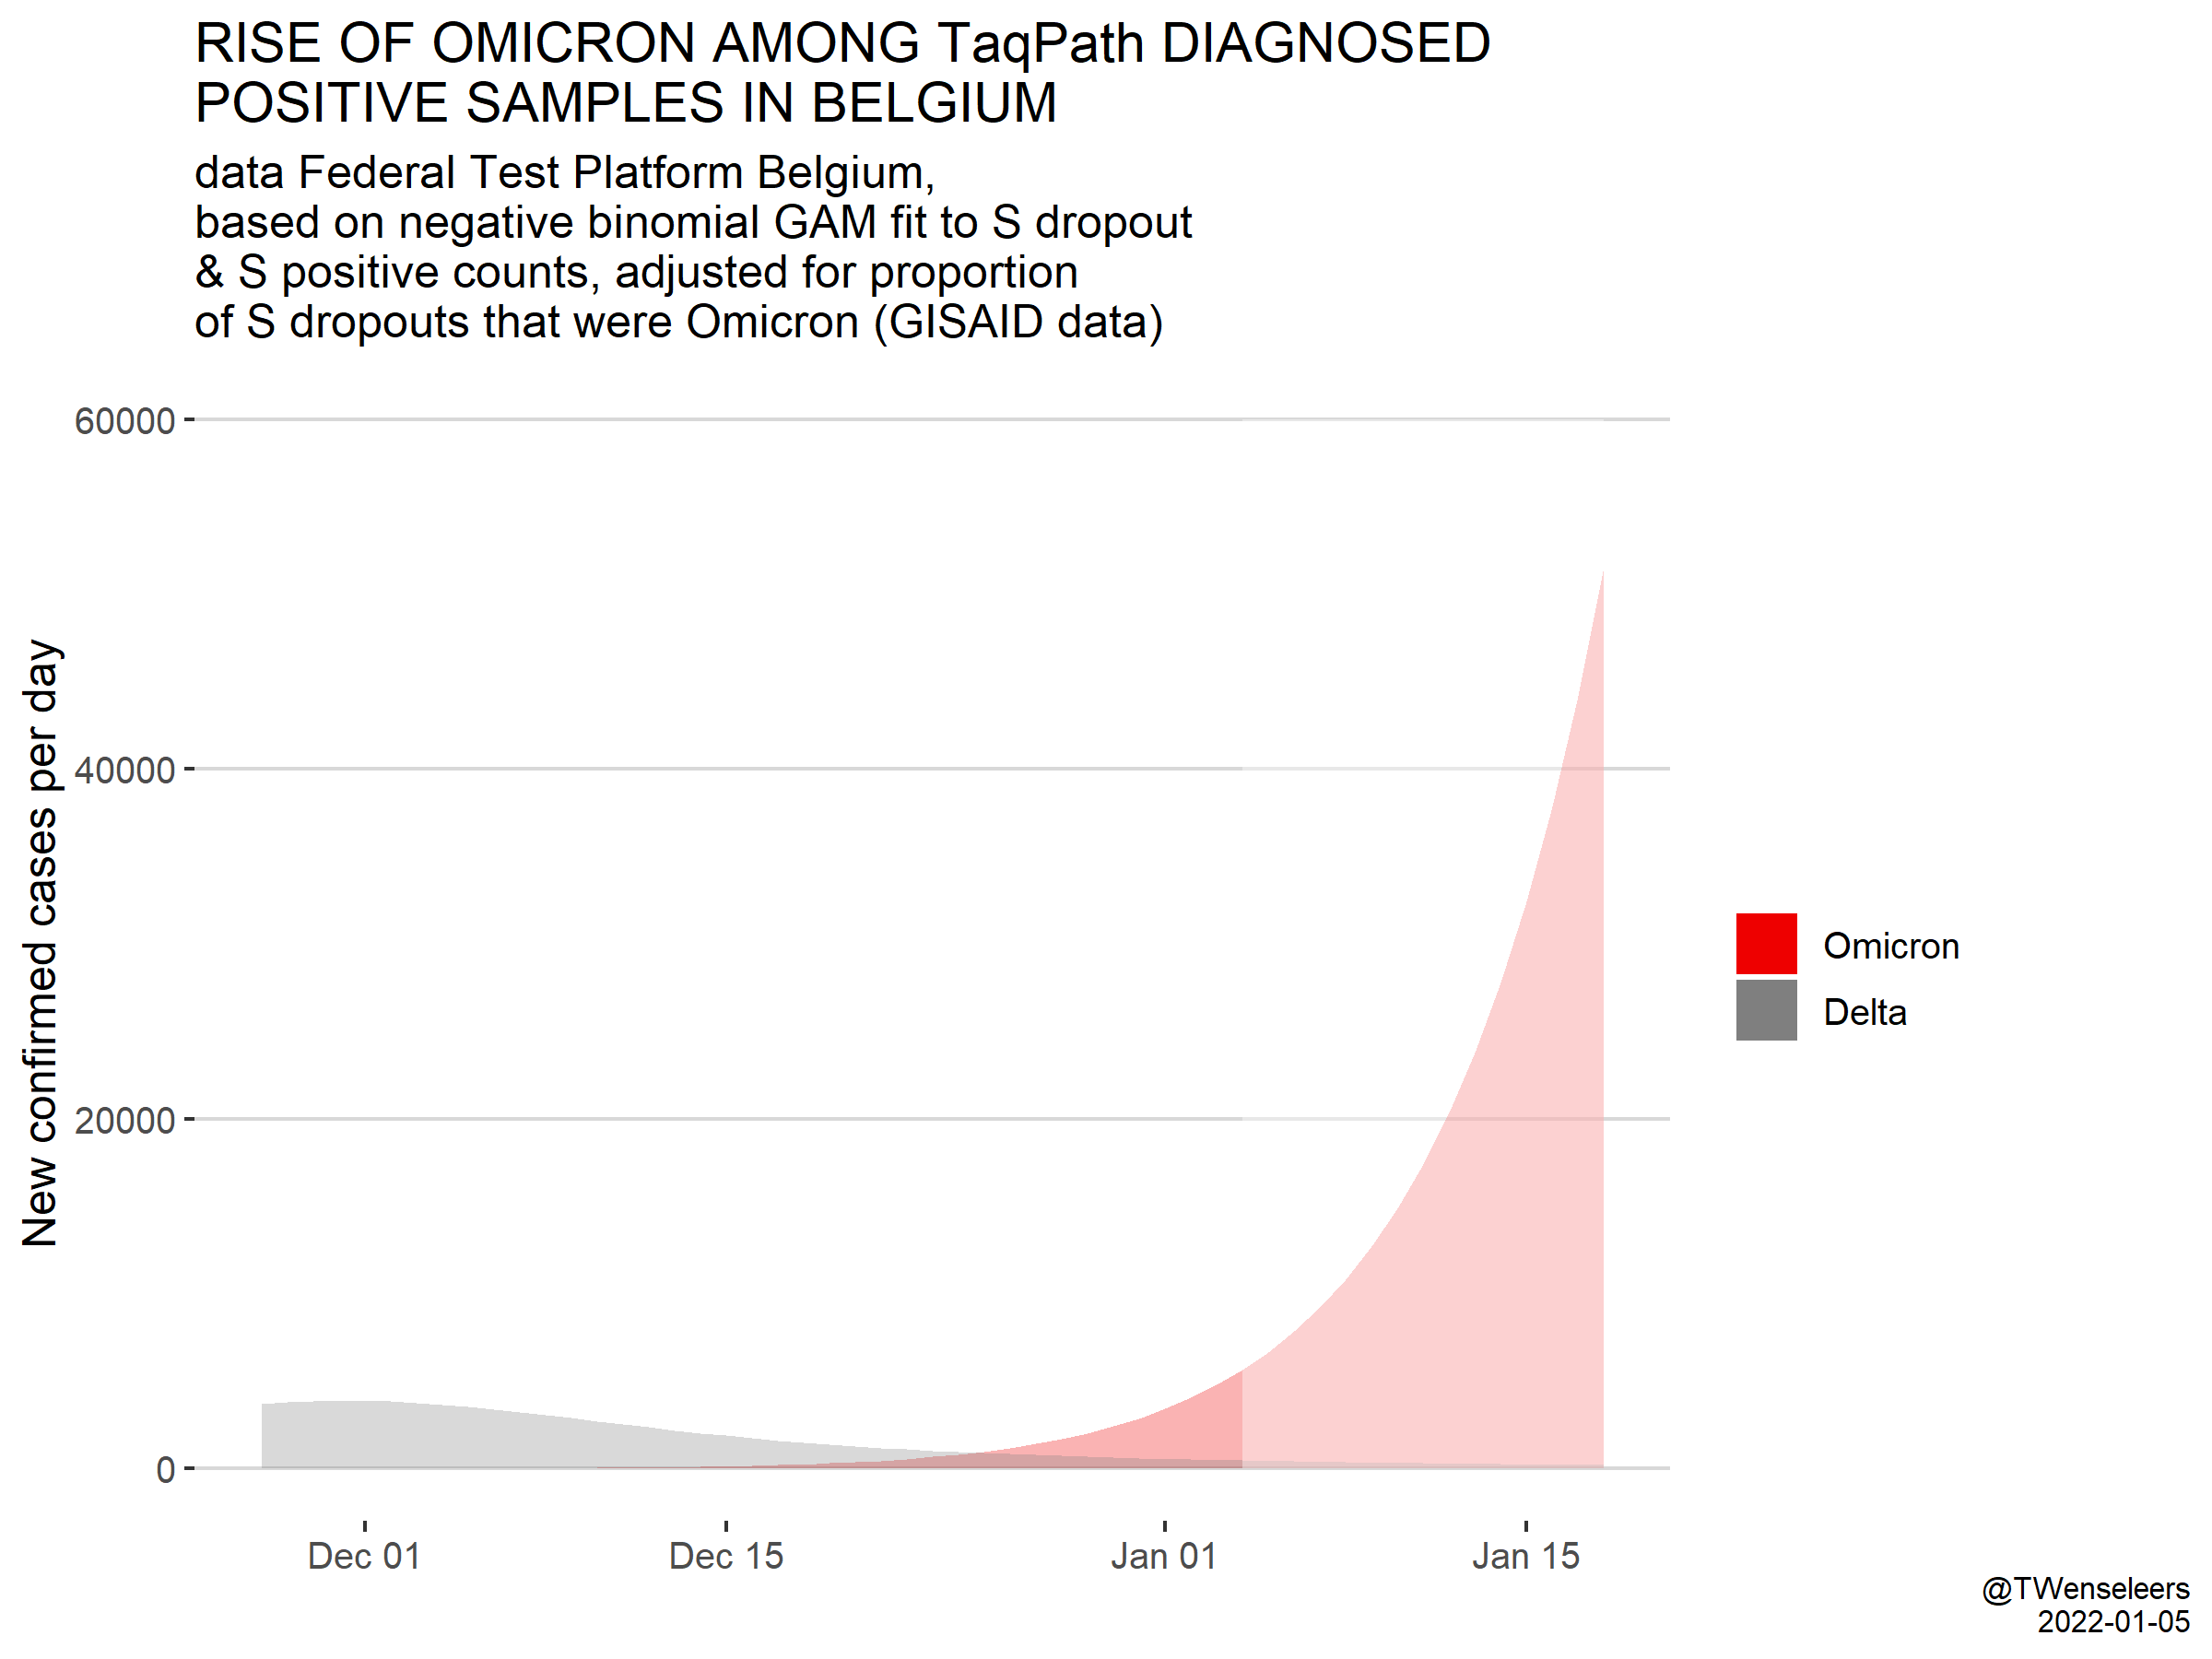 RISE OF OMICRON AMONG TaqPath DIAGNOSED
POSITIVE SAMPLES IN BELGIUM
data Federal Test Platform Belgium,
based on negative binomial GAM fit to S dropout
& S positive counts, adjusted for proportion
of S dropouts that were Omicron (GISAID data)
New confirmed cases per day
60000
40000
20000
0
Dec 01
Dec 15
Jan 01
Jan 15
Omicron
Delta
@TWenseleers
2022-01-05